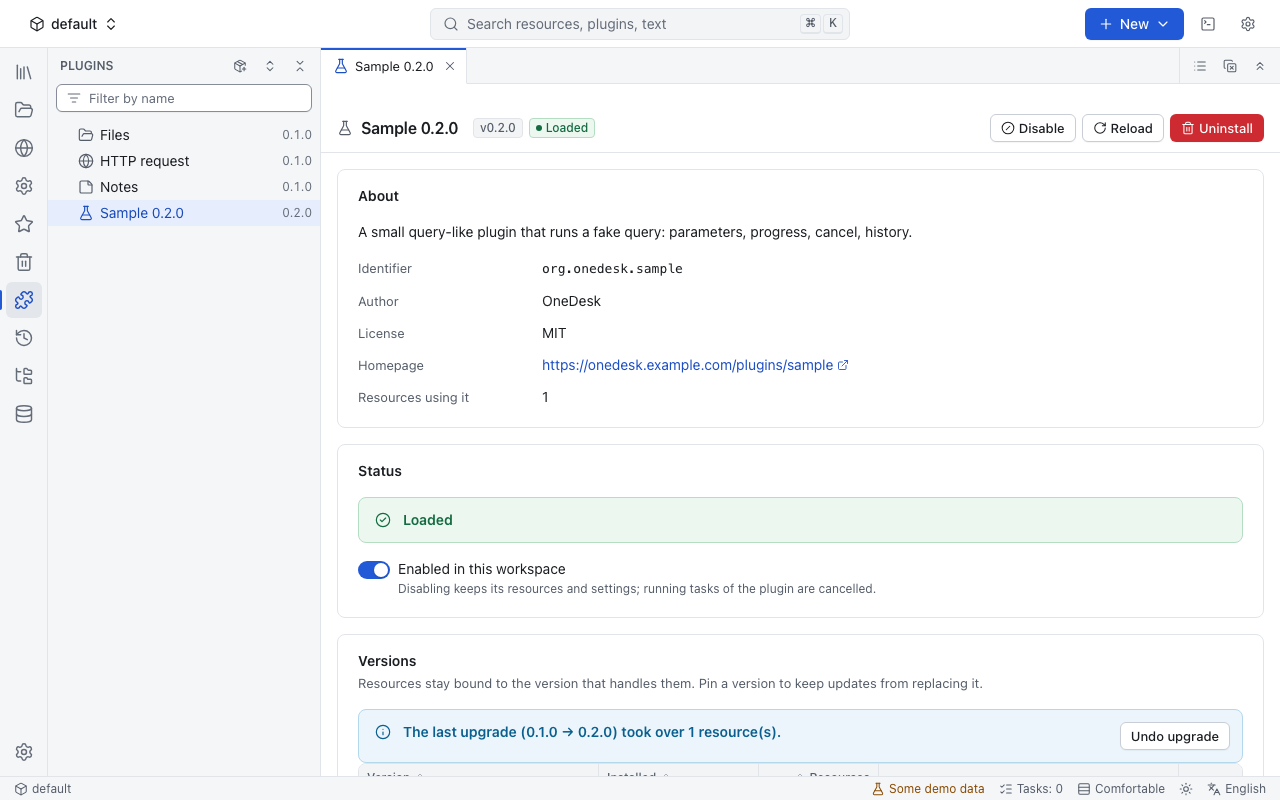 default
Search resources, plugins, text
⌘ K
New
PLUGINS
Filter by name
Files 0.1.0
HTTP request 0.1.0
Notes 0.1.0
Sample 0.2.0 0.2.0
Sample 0.2.0
Sample 0.2.0 v0.2.0 Loaded
Disable Reload Uninstall
About
A small query-like plugin that runs a fake query: parameters, progress, cancel, history.
Identifier org.onedesk.sample
Author OneDesk
License MIT
Homepage https://onedesk.example.com/plugins/sample
Resources using it 1
Status
Loaded
Enabled in this workspace
Disabling keeps its resources and settings; running tasks of the plugin are cancelled.
Versions
Resources stay bound to the version that handles them. Pin a version to keep updates from replacing it.
The last upgrade (0.1.0 → 0.2.0) took over 1 resource(s).
Undo upgrade
Version Installed Resources
default
Some demo data Tasks: 0 Comfortable English